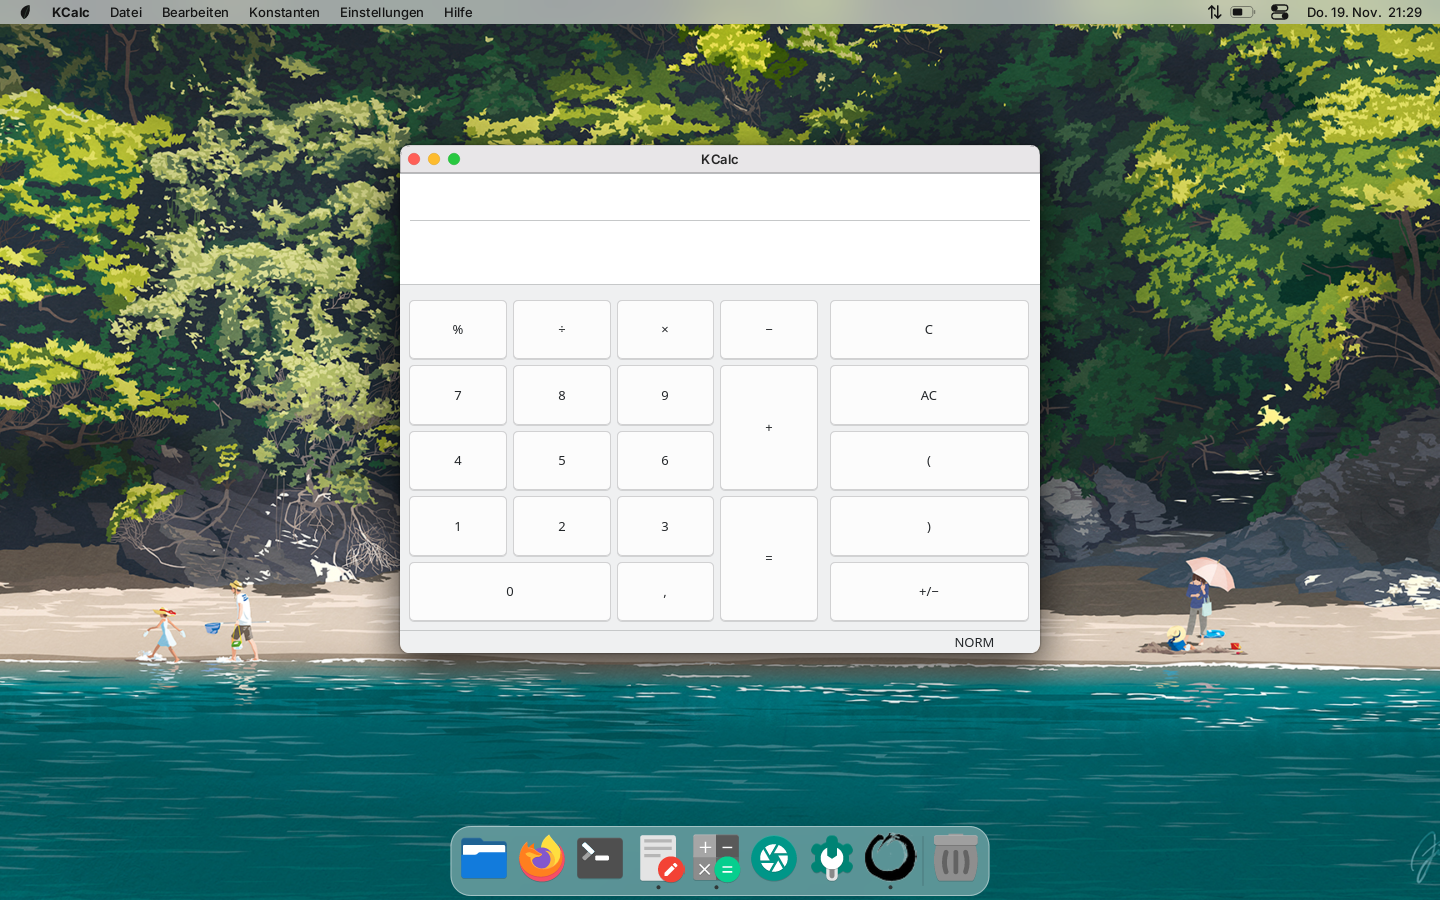 KCalc Datei Bearbeiten Konstanten Einstellungen Hilfe Do. 19. Nov. 21:29
KCalc
% ÷ × − C
7 8 9 + AC
4 5 6 (
1 2 3 = )
0 , +/−
NORM